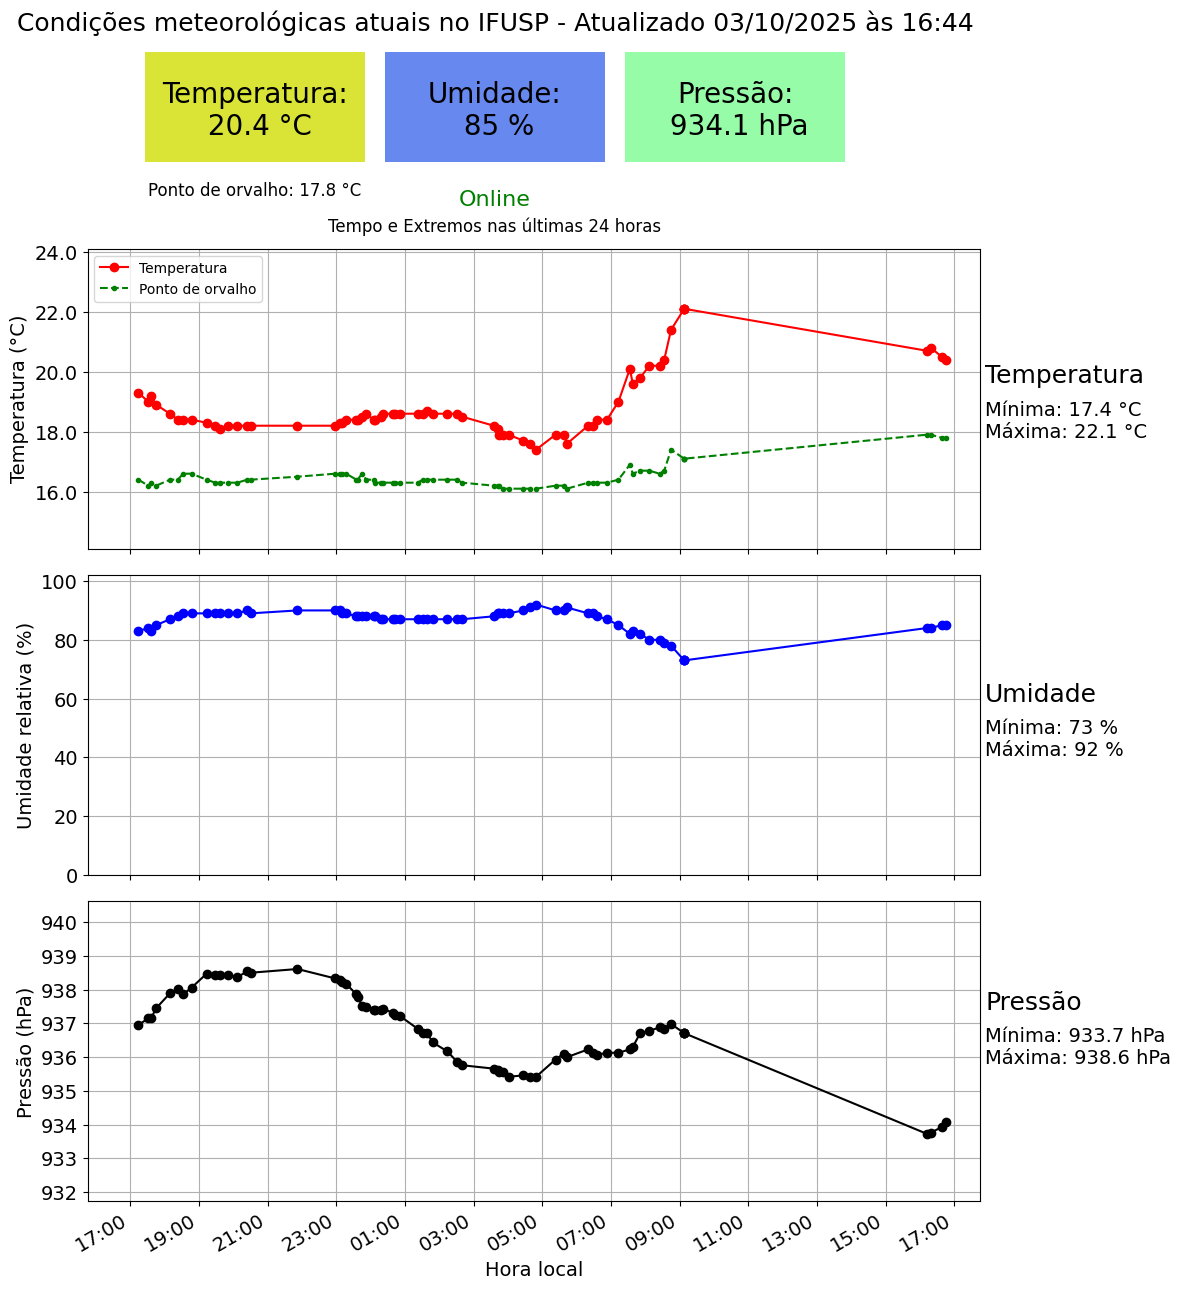 Condições meteorológicas atuais no IFUSP - Atualizado 03/10/2025 às 16:44
Temperatura:
20.4 °C
Umidade:
85 %
Pressão:
934.1 hPa
Ponto de orvalho: 17.8 °C
Online
Tempo e Extremos nas últimas 24 horas
Temperatura (°C)
24.0
22.0
20.0
18.0
16.0
Temperatura
Ponto de orvalho
Temperatura
Mínima: 17.4 °C
Máxima: 22.1 °C
Umidade relativa (%)
100
80
60
40
20
0
Umidade
Mínima: 73 %
Máxima: 92 %
Pressão (hPa)
940
939
938
937
936
935
934
933
932
Pressão
Mínima: 933.7 hPa
Máxima: 938.6 hPa
17:00
19:00
21:00
23:00
01:00
03:00
05:00
07:00
09:00
11:00
13:00
15:00
17:00
Hora local